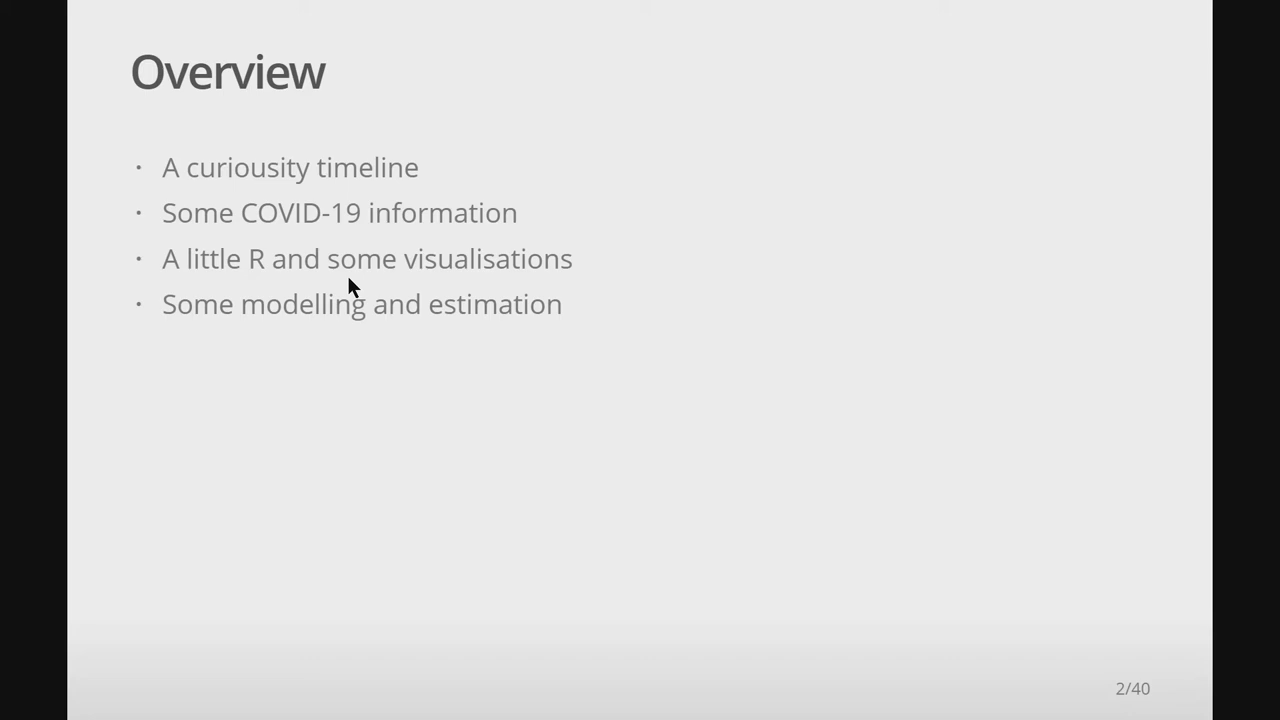 Overview
· A curiousity timeline
· Some COVID-19 information
· A little R and some visualisations
· Some modelling and estimation
2/40